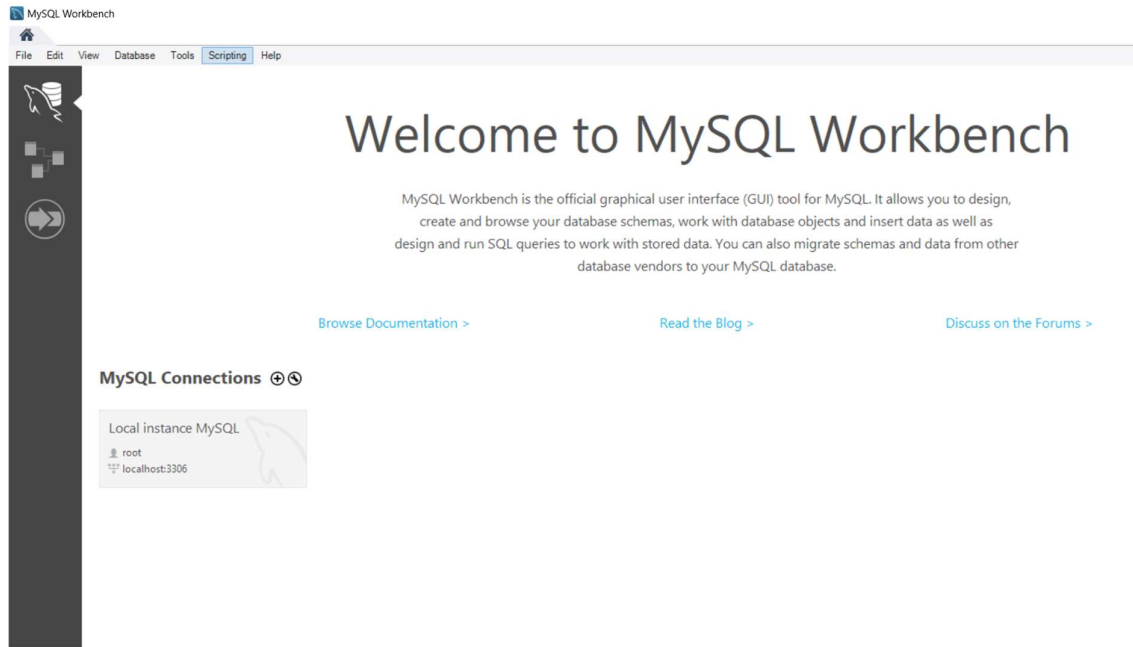 MySQL Workbench
File Edit View Database Tools Scripting Help
Welcome to MySQL Workbench
MySQL Workbench is the official graphical user interface (GUI) tool for MySQL. It allows you to design,
create and browse your database schemas, work with database objects and insert data as well as
design and run SQL queries to work with stored data. You can also migrate schemas and data from other
database vendors to your MySQL database.
Browse Documentation > Read the Blog > Discuss on the Forums >
MySQL Connections
Local instance MySQL
root
localhost:3306